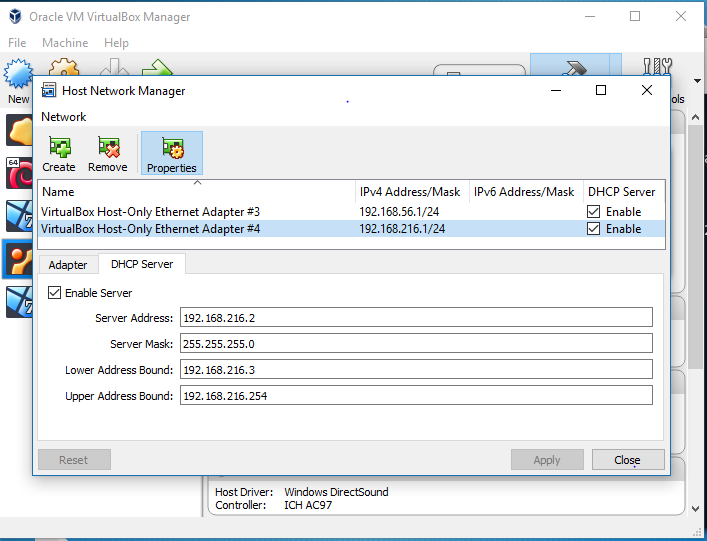 Oracle VM VirtualBox Manager
File Machine Help
New
ols
64
7
7
Host Network Manager
Network
Create Remove Properties
Name IPv4 Address/Mask IPv6 Address/Mask DHCP Server
VirtualBox Host-Only Ethernet Adapter #3 192.168.56.1/24 Enable
VirtualBox Host-Only Ethernet Adapter #4 192.168.216.1/24 Enable
Adapter DHCP Server
Enable Server
Server Address: 192.168.216.2
Server Mask: 255.255.255.0
Lower Address Bound: 192.168.216.3
Upper Address Bound: 192.168.216.254
Reset Apply Close
Host Driver: Windows DirectSound
Controller: ICH AC97